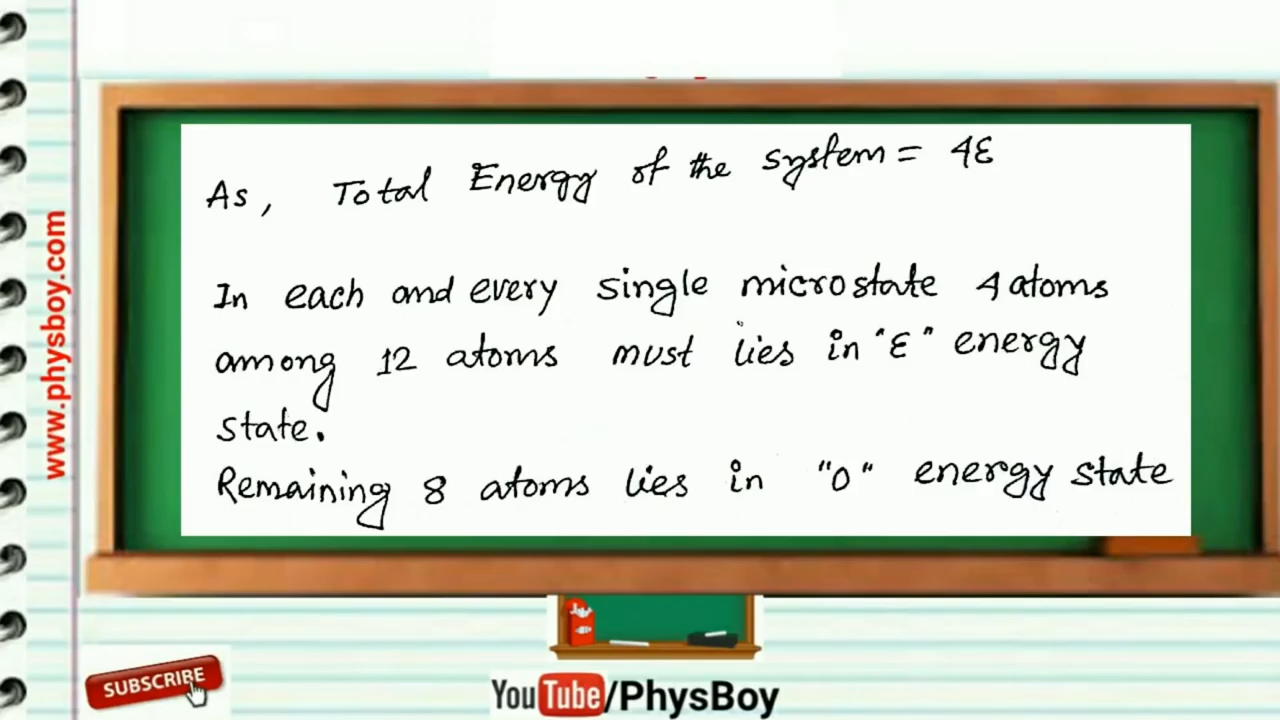 As, Total Energy of the system = 4ε
In each and every single microstate 4 atoms
among 12 atoms must lies in "ε" energy
state.
Remaining 8 atoms lies in "0" energy state
www.physboy.com
SUBSCRIBE
YouTube/PhysBoy